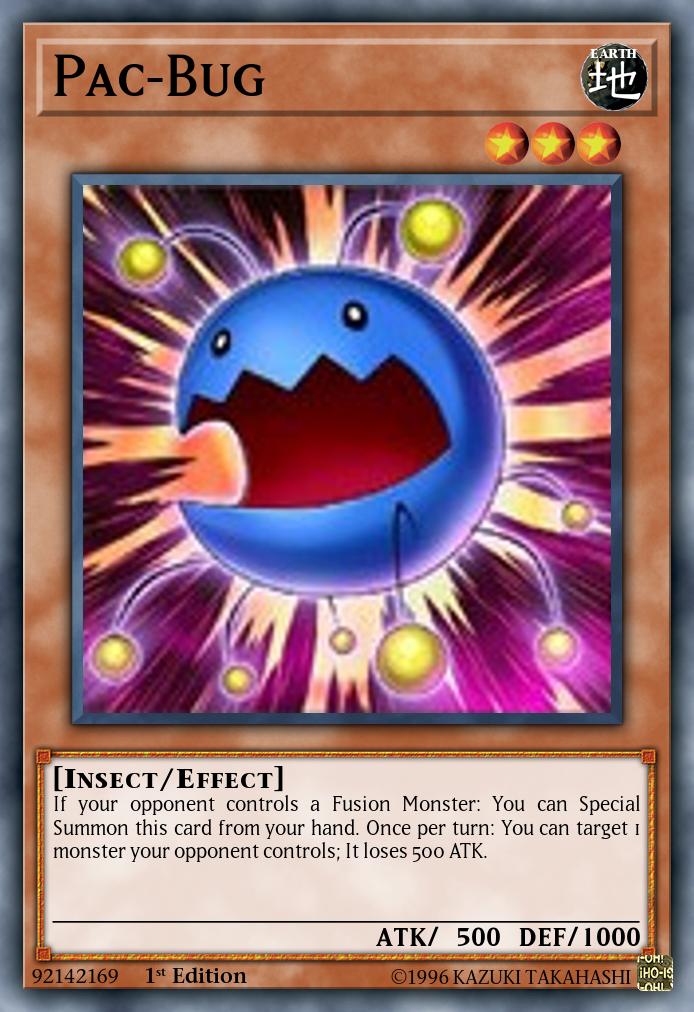 Pac-Bug
EARTH
地
[Insect/Effect]
If your opponent controls a Fusion Monster: You can Special
Summon this card from your hand. Once per turn: You can target 1
monster your opponent controls; It loses 500 ATK.
ATK/ 500 DEF/1000
92142169 1st Edition ©1996 KAZUKI TAKAHASHI